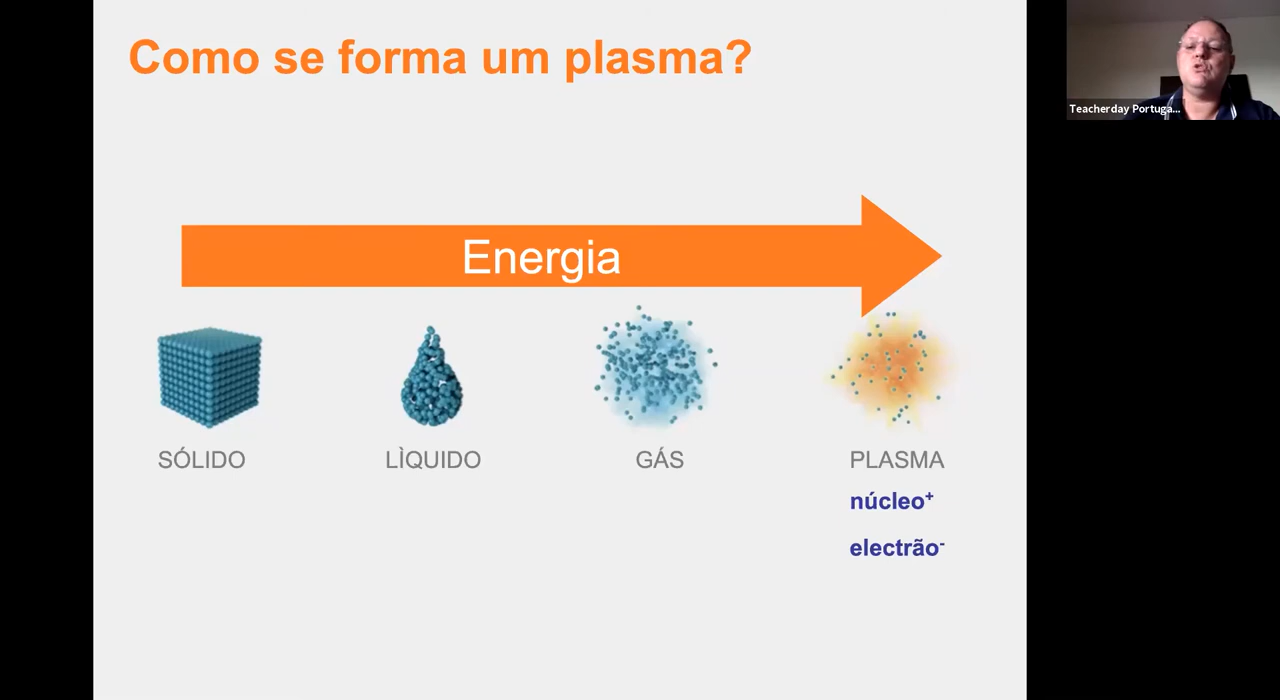 Como se forma um plasma?
Teacherday Portuga...
Energia
SÓLIDO
LÌQUIDO
GÁS
PLASMA
núcleo⁺
electrão⁻